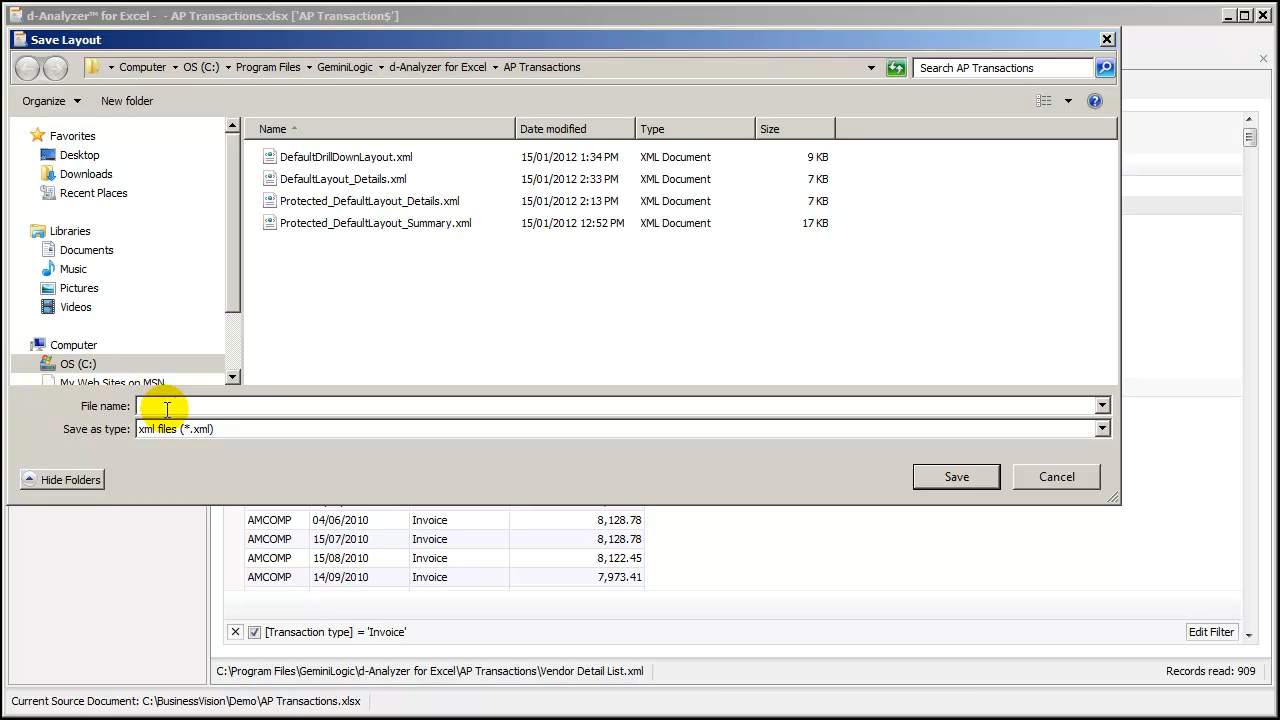 d-Analyzer™ for Excel - - AP Transactions.xlsx ['AP Transaction$']
Save Layout
Computer OS (C:) Program Files GeminiLogic d-Analyzer for Excel AP Transactions
Search AP Transactions
Organize New folder
Favorites
Desktop
Downloads
Recent Places
Libraries
Documents
Music
Pictures
Videos
Computer
OS (C:)
My Web Sites on MSN
Name Date modified Type Size
DefaultDrillDownLayout.xml 15/01/2012 1:34 PM XML Document 9 KB
DefaultLayout_Details.xml 15/01/2012 2:33 PM XML Document 7 KB
Protected_DefaultLayout_Details.xml 15/01/2012 2:13 PM XML Document 7 KB
Protected_DefaultLayout_Summary.xml 15/01/2012 12:52 PM XML Document 17 KB
File name:
Save as type: xml files (*.xml)
Hide Folders
Save Cancel
AMCOMP 04/06/2010 Invoice 8,128.78
AMCOMP 15/07/2010 Invoice 8,128.78
AMCOMP 15/08/2010 Invoice 8,122.45
AMCOMP 14/09/2010 Invoice 7,973.41
[Transaction type] = 'Invoice'
Edit Filter
C:\Program Files\GeminiLogic\d-Analyzer for Excel\AP Transactions\Vendor Detail List.xml
Records read: 909
Current Source Document: C:\BusinessVision\Demo\AP Transactions.xlsx